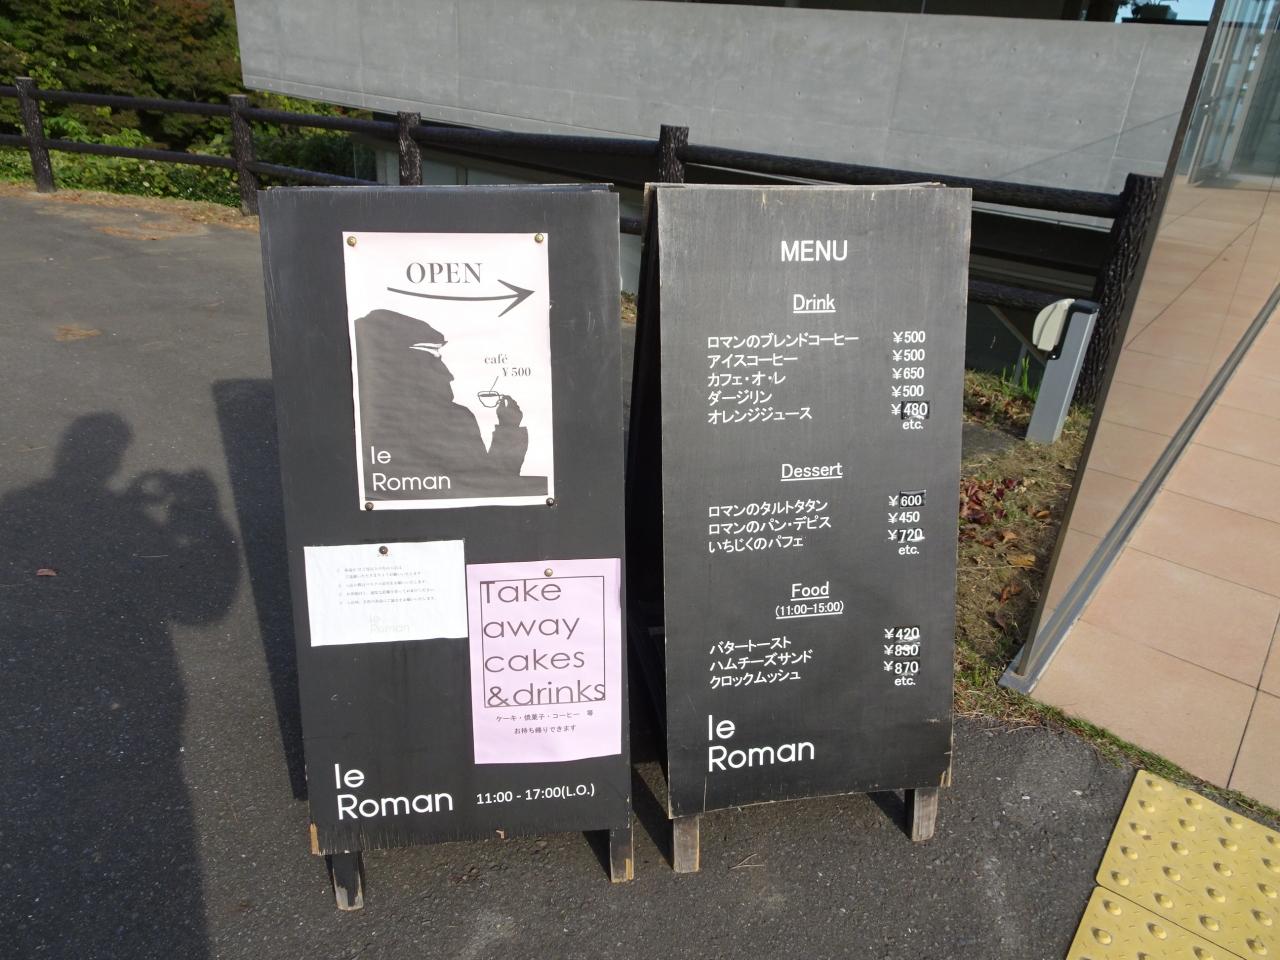 OPEN
café
¥500
le
Roman
Take
away
cakes
&drinks
ケーキ・焼菓子・コーヒー 等
お持ち帰りできます
le
Roman
11:00 - 17:00(L.O.)
MENU
Drink
ロマンのブレンドコーヒー ¥500
アイスコーヒー ¥500
カフェ・オ・レ ¥650
ダージリン ¥500
オレンジジュース ¥480
etc.
Dessert
ロマンのタルトタタン ¥600
ロマンのパン・デピス ¥450
いちじくのパフェ ¥720
etc.
Food
(11:00-15:00)
バタートースト ¥420
ハムチーズサンド ¥830
クロックムッシュ ¥870
etc.
le
Roman